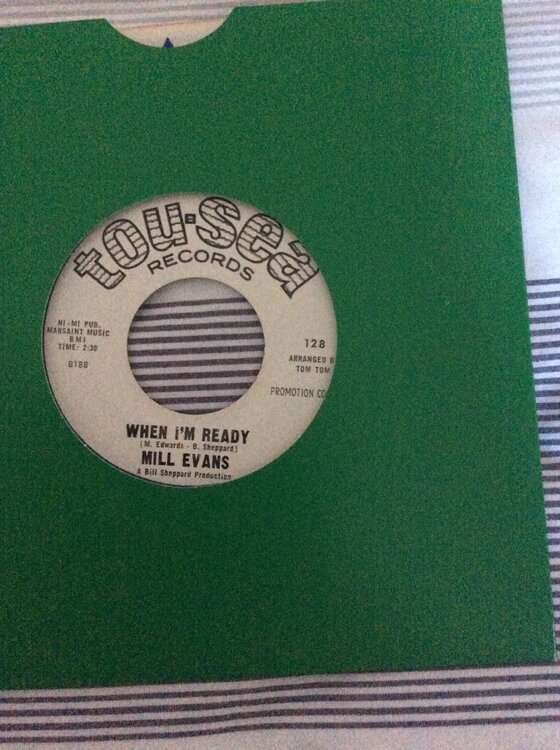 tou-sea
RECORDS
HI-MI PUB.
MARSAINT MUSIC
BMI
TIME: 2:30
8188
128
ARRANGED B
TOM TOM
PROMOTION CO
WHEN I'M READY
(M. Edwards - B. Sheppard)
MILL EVANS
A Bill Sheppard Production